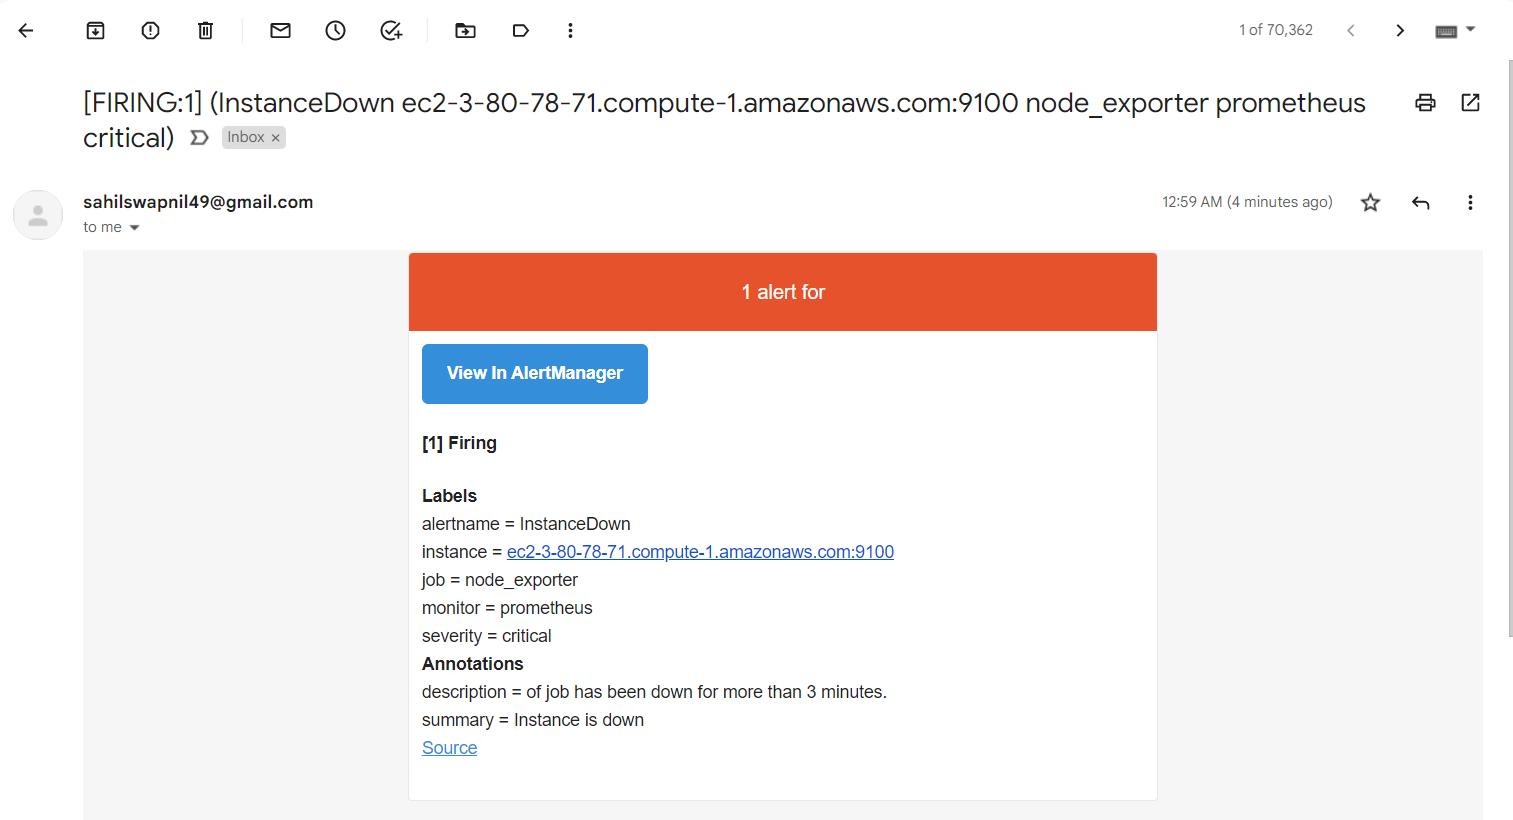 1 of 70,362
[FIRING:1] (InstanceDown ec2-3-80-78-71.compute-1.amazonaws.com:9100 node_exporter prometheus
critical) Inbox ×
sahilswapnil49@gmail.com 12:59 AM (4 minutes ago)
to me
1 alert for
View In AlertManager
[1] Firing
Labels
alertname = InstanceDown
instance = ec2-3-80-78-71.compute-1.amazonaws.com:9100
job = node_exporter
monitor = prometheus
severity = critical
Annotations
description = of job has been down for more than 3 minutes.
summary = Instance is down
Source